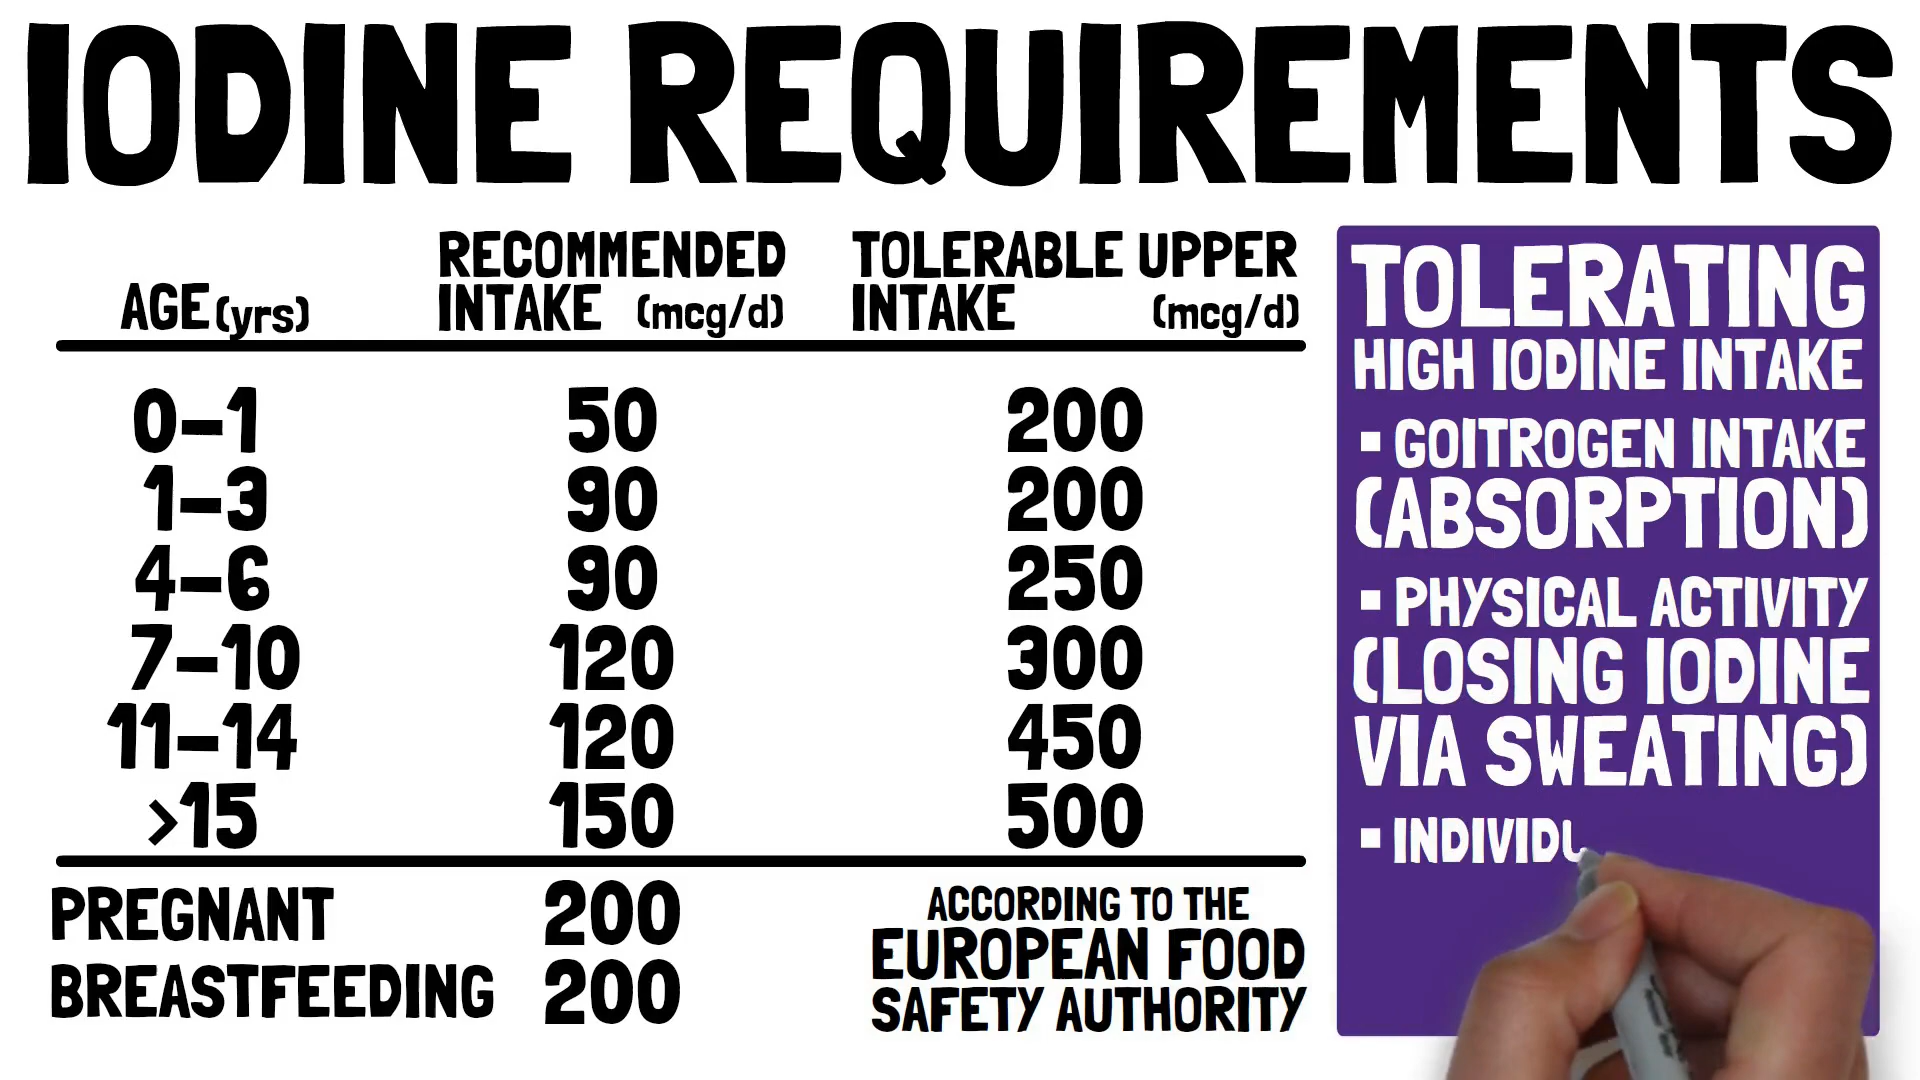 IODINE REQUIREMENTS
AGE (yrs)
RECOMMENDED
INTAKE (mcg/d)
TOLERABLE UPPER
INTAKE (mcg/d)
0–1 50 200
1–3 90 200
4–6 90 250
7–10 120 300
11–14 120 450
>15 150 500
PREGNANT 200
BREASTFEEDING 200
ACCORDING TO THE
EUROPEAN FOOD
SAFETY AUTHORITY
TOLERATING
HIGH IODINE INTAKE
▪ GOITROGEN INTAKE
(ABSORPTION)
▪ PHYSICAL ACTIVITY
(LOSING IODINE
VIA SWEATING)
▪ INDIVIDU